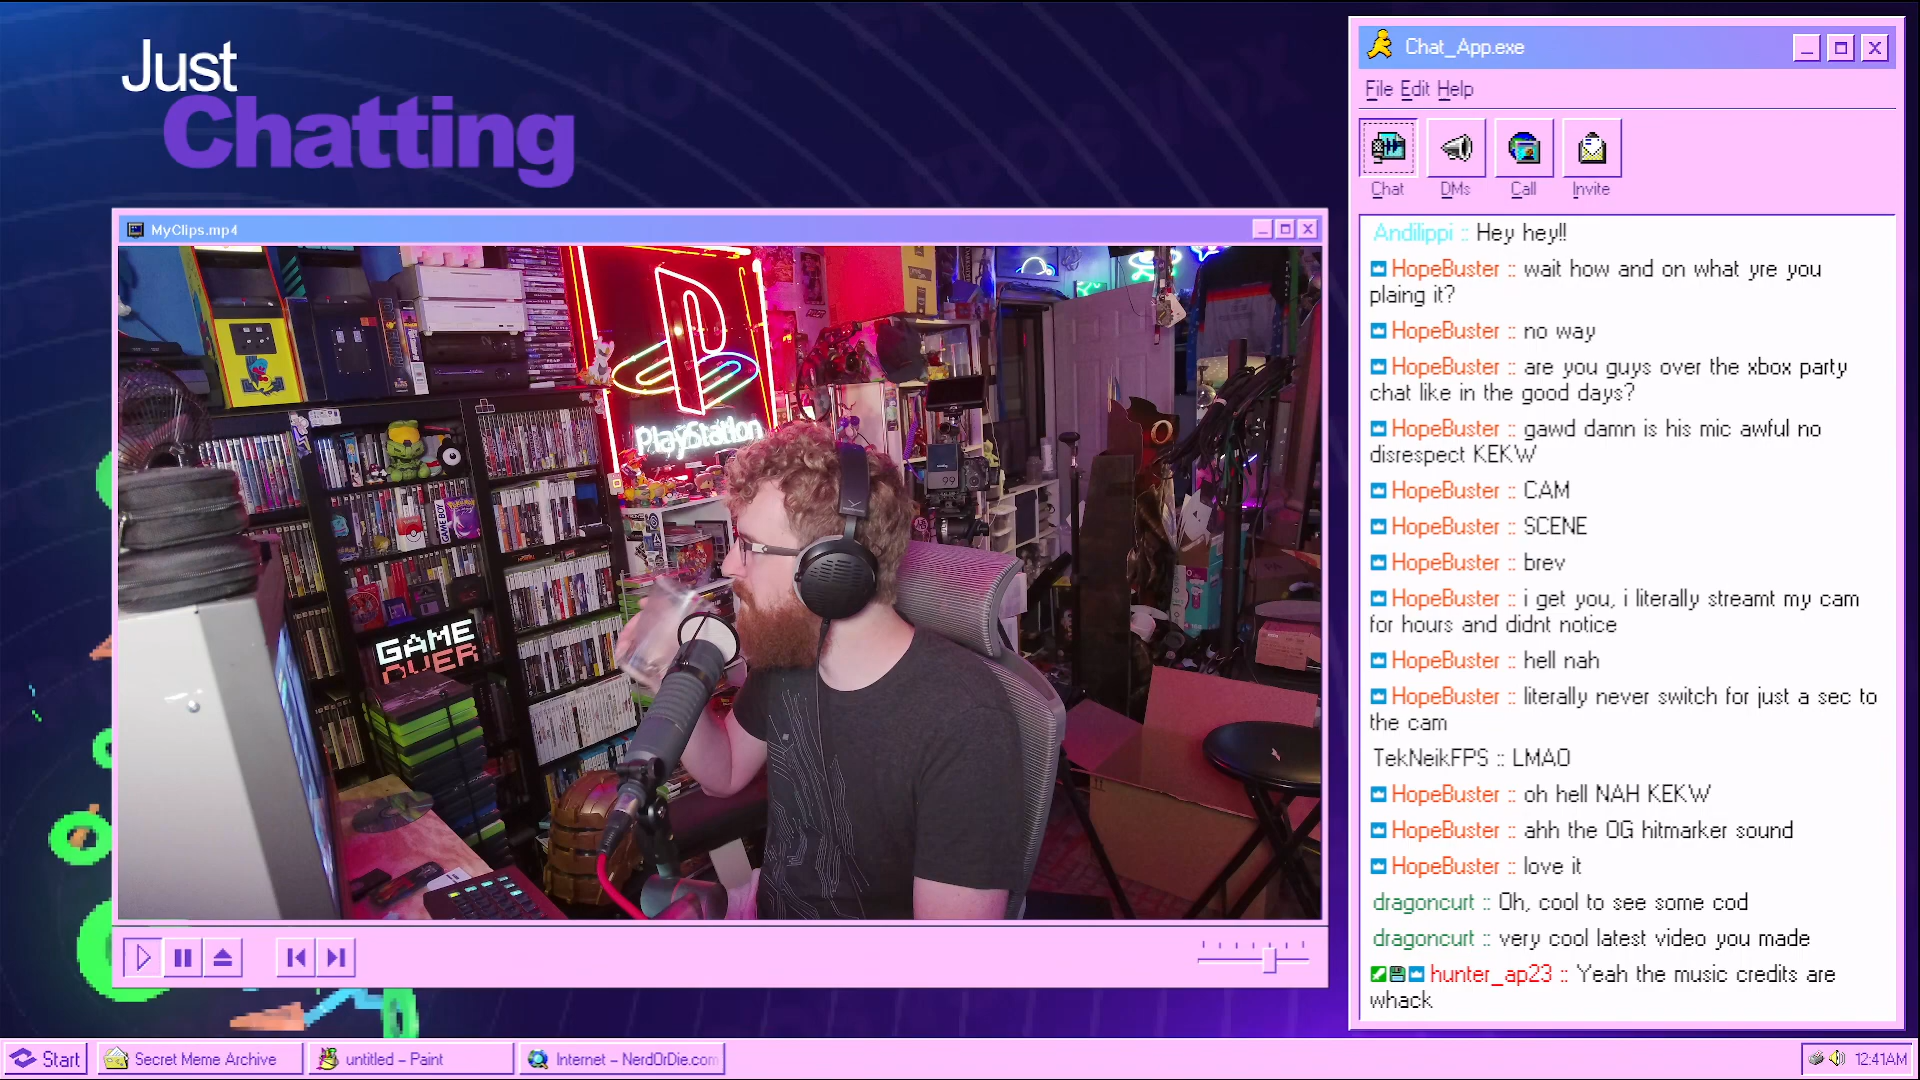 Just
Chatting
MyClips.mp4
PlayStation
GAME BOY
99
GAME
OVER
Chat_App.exe
File Edit Help
Chat DMs Call Invite
Andilippi :: Hey hey!!
HopeBuster :: wait how and on what yre you
plaing it?
HopeBuster :: no way
HopeBuster :: are you guys over the xbox party
chat like in the good days?
HopeBuster :: gawd damn is his mic awful no
disrespect KEKW
HopeBuster :: CAM
HopeBuster :: SCENE
HopeBuster :: brev
HopeBuster :: i get you, i literally streamt my cam
for hours and didnt notice
HopeBuster :: hell nah
HopeBuster :: literally never switch for just a sec to
the cam
TekNeikFPS :: LMAO
HopeBuster :: oh hell NAH KEKW
HopeBuster :: ahh the OG hitmarker sound
HopeBuster :: love it
dragoncurt :: Oh, cool to see some cod
dragoncurt :: very cool latest video you made
hunter_ap23 :: Yeah the music credits are
whack
Start
Secret Meme Archive
untitled - Paint
Internet - NerdOrDie.com
12:41AM